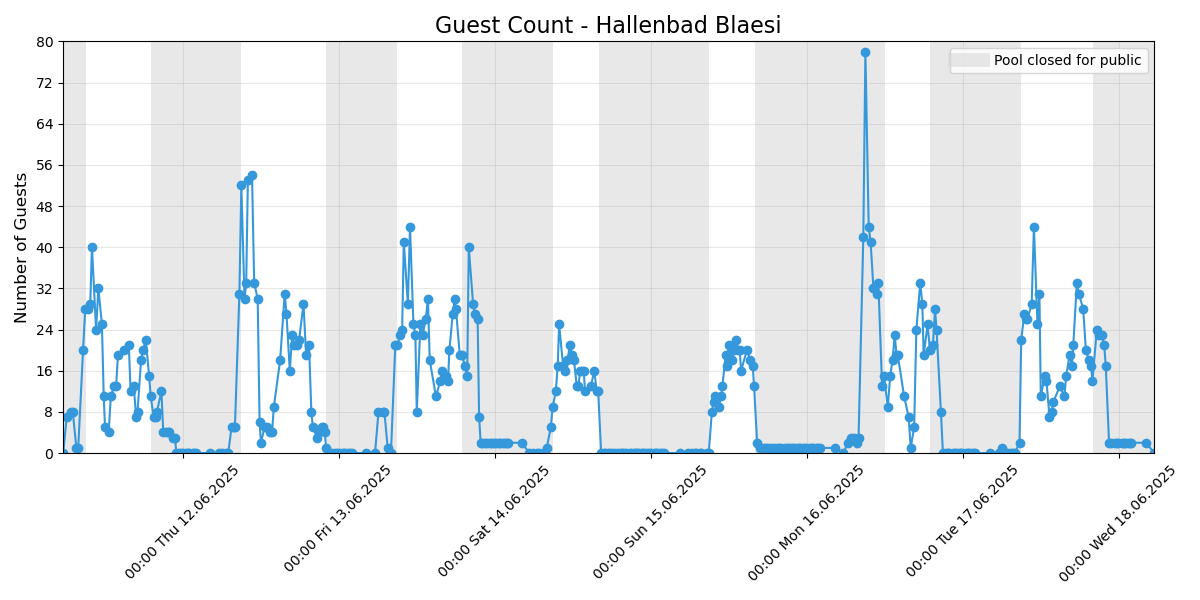 Guest Count - Hallenbad Blaesi
Number of Guests
80
72
64
56
48
40
32
24
16
8
0
Pool closed for public
00:00 Thu 12.06.2025
00:00 Fri 13.06.2025
00:00 Sat 14.06.2025
00:00 Sun 15.06.2025
00:00 Mon 16.06.2025
00:00 Tue 17.06.2025
00:00 Wed 18.06.2025